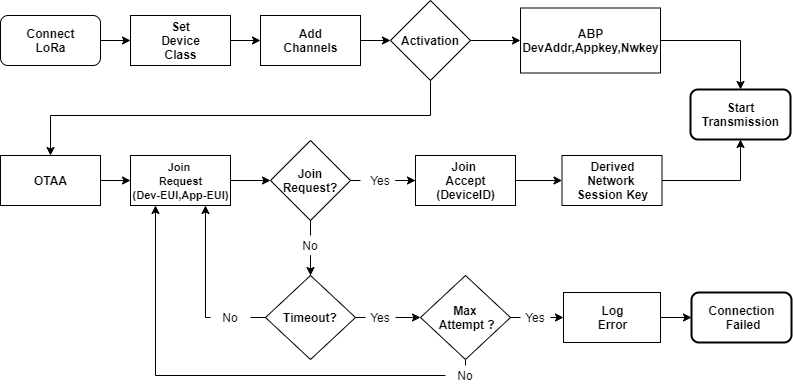 Connect
LoRa
Set
Device
Class
Add
Channels
Activation
ABP
DevAddr,Appkey,Nwkey
Start
Transmission
OTAA
Join
Request
(Dev-EUI,App-EUI)
Join
Request?
Yes
Join
Accept
(DeviceID)
Derived
Network
Session Key
No
No
Timeout?
Yes
Max
Attempt ?
Yes
Log
Error
Connection
Failed
No